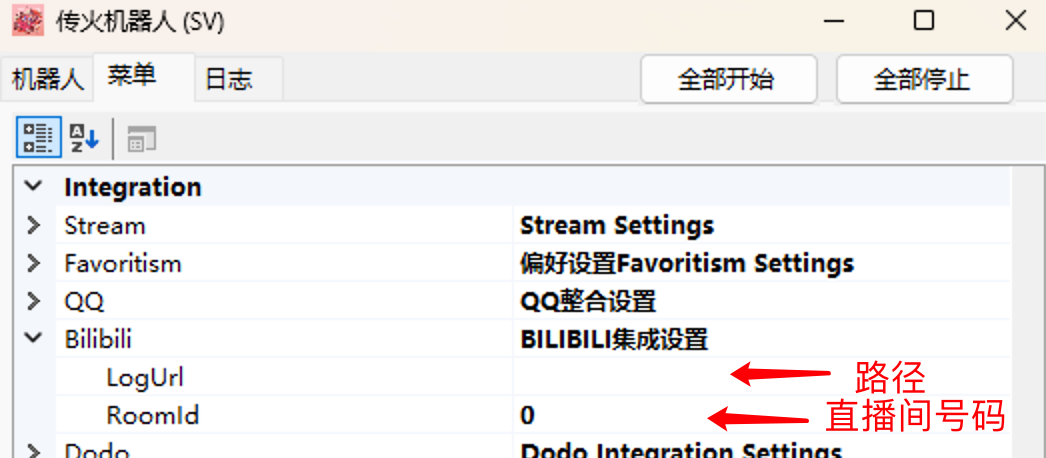 传火机器人 (SV)
机器人 菜单 日志 全部开始 全部停止
Integration
Stream Stream Settings
Favoritism 偏好设置Favoritism Settings
QQ QQ整合设置
Bilibili BILIBILI集成设置
LogUrl 路径
RoomId 0 直播间号码
Dodo Dodo Integration Settings